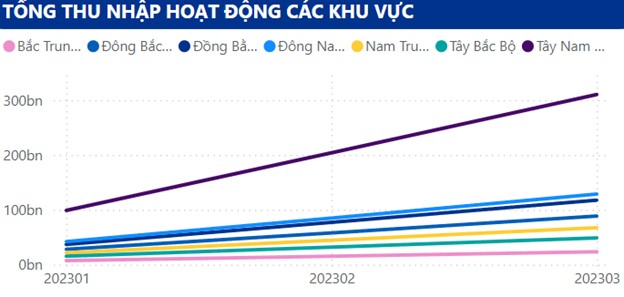 TỔNG THU NHẬP HOẠT ĐỘNG CÁC KHU VỰC
Bắc Trun... Đông Bắc... Đồng Bằ... Đông Na... Nam Tru... Tây Bắc Bộ Tây Nam ...
300bn
200bn
100bn
0bn
202301 202302 202303